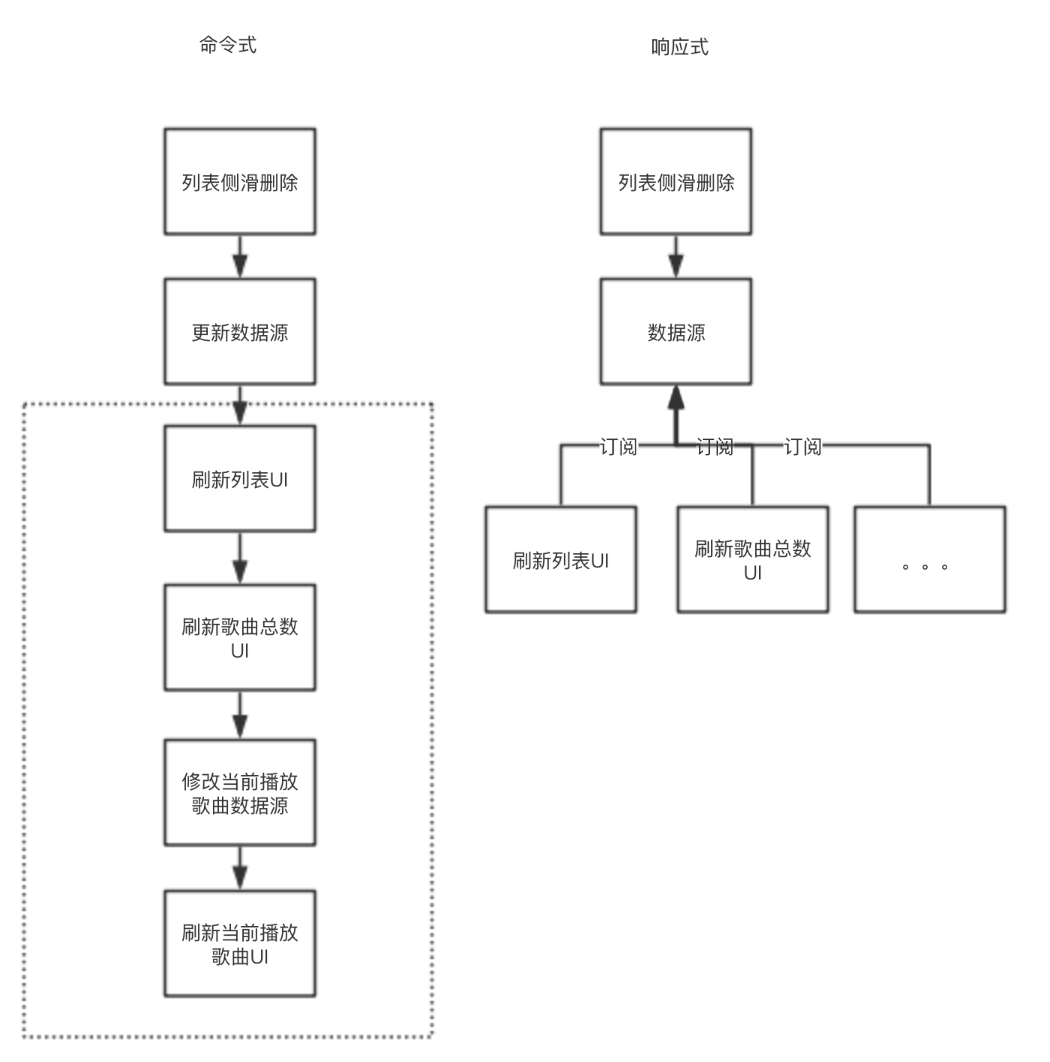 命令式
列表侧滑删除
更新数据源
刷新列表UI
刷新歌曲总数
UI
修改当前播放
歌曲数据源
刷新当前播放
歌曲UI
响应式
列表侧滑删除
数据源
订阅
订阅
订阅
刷新列表UI
刷新歌曲总数
UI
。。。